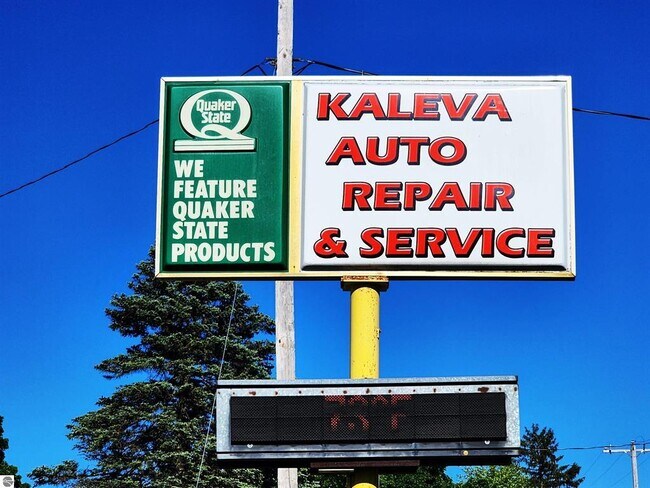 Quaker
State
WE
FEATURE
QUAKER
STATE
PRODUCTS
KALEVA
AUTO
REPAIR
& SERVICE